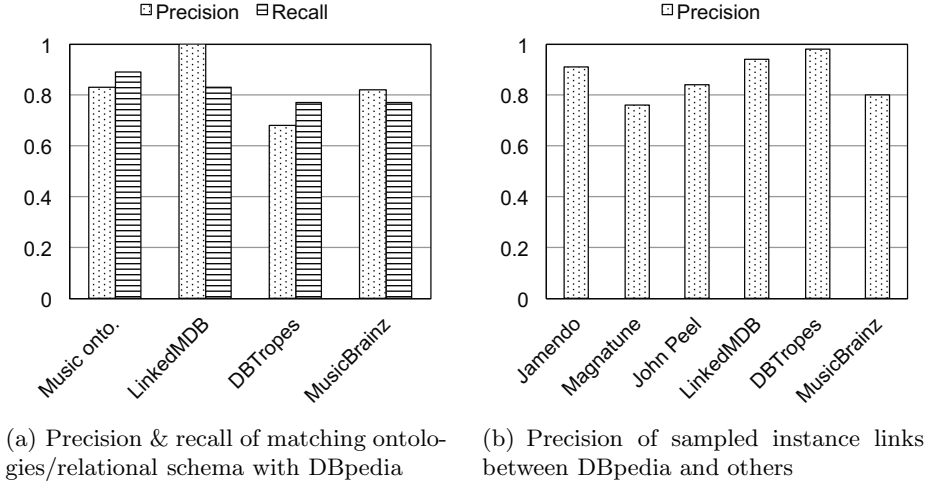 Precision Recall
1
0.8
0.6
0.4
0.2
0
Music onto.
LinkedMDB
DBTropes
MusicBrainz
(a) Precision & recall of matching ontolo-
gies/relational schema with DBpedia
Precision
1
0.8
0.6
0.4
0.2
0
Jamendo
Magnatune
John Peel
LinkedMDB
DBTropes
MusicBrainz
(b) Precision of sampled instance links
between DBpedia and others